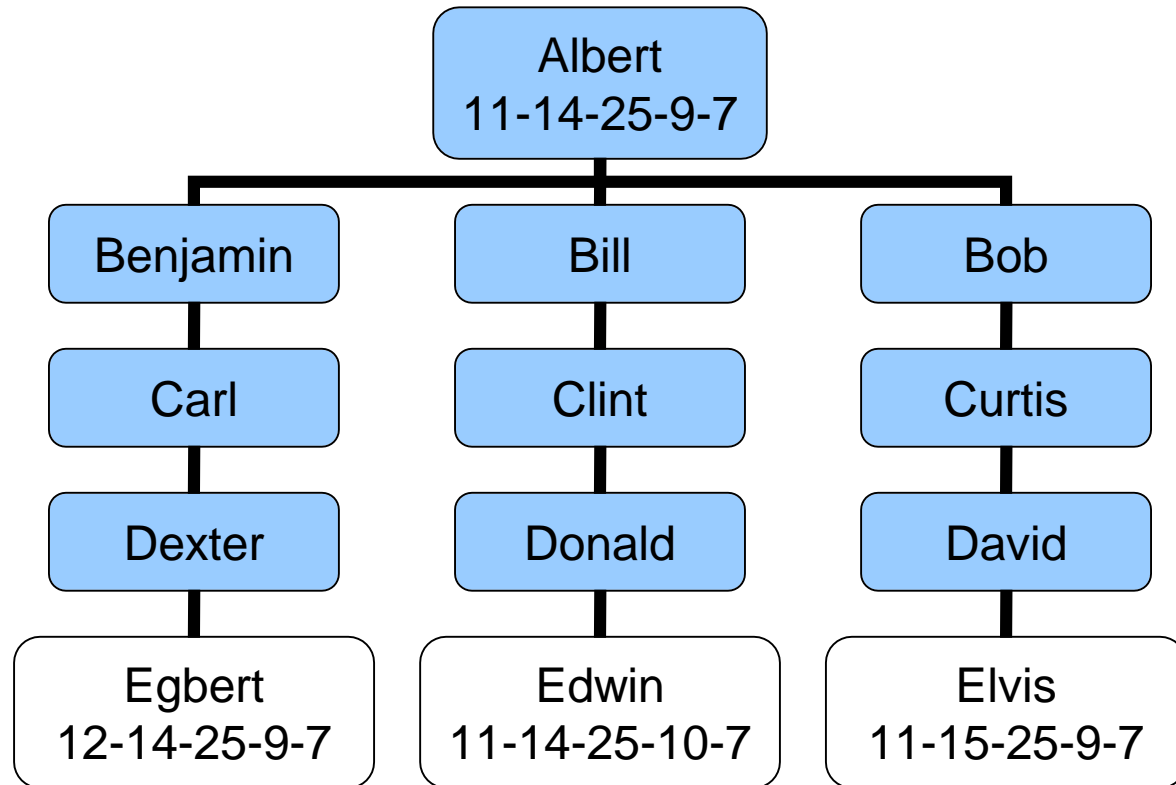 Albert
11-14-25-9-7
Benjamin
Bill
Bob
Carl
Clint
Curtis
Dexter
Donald
David
Egbert
12-14-25-9-7
Edwin
11-14-25-10-7
Elvis
11-15-25-9-7